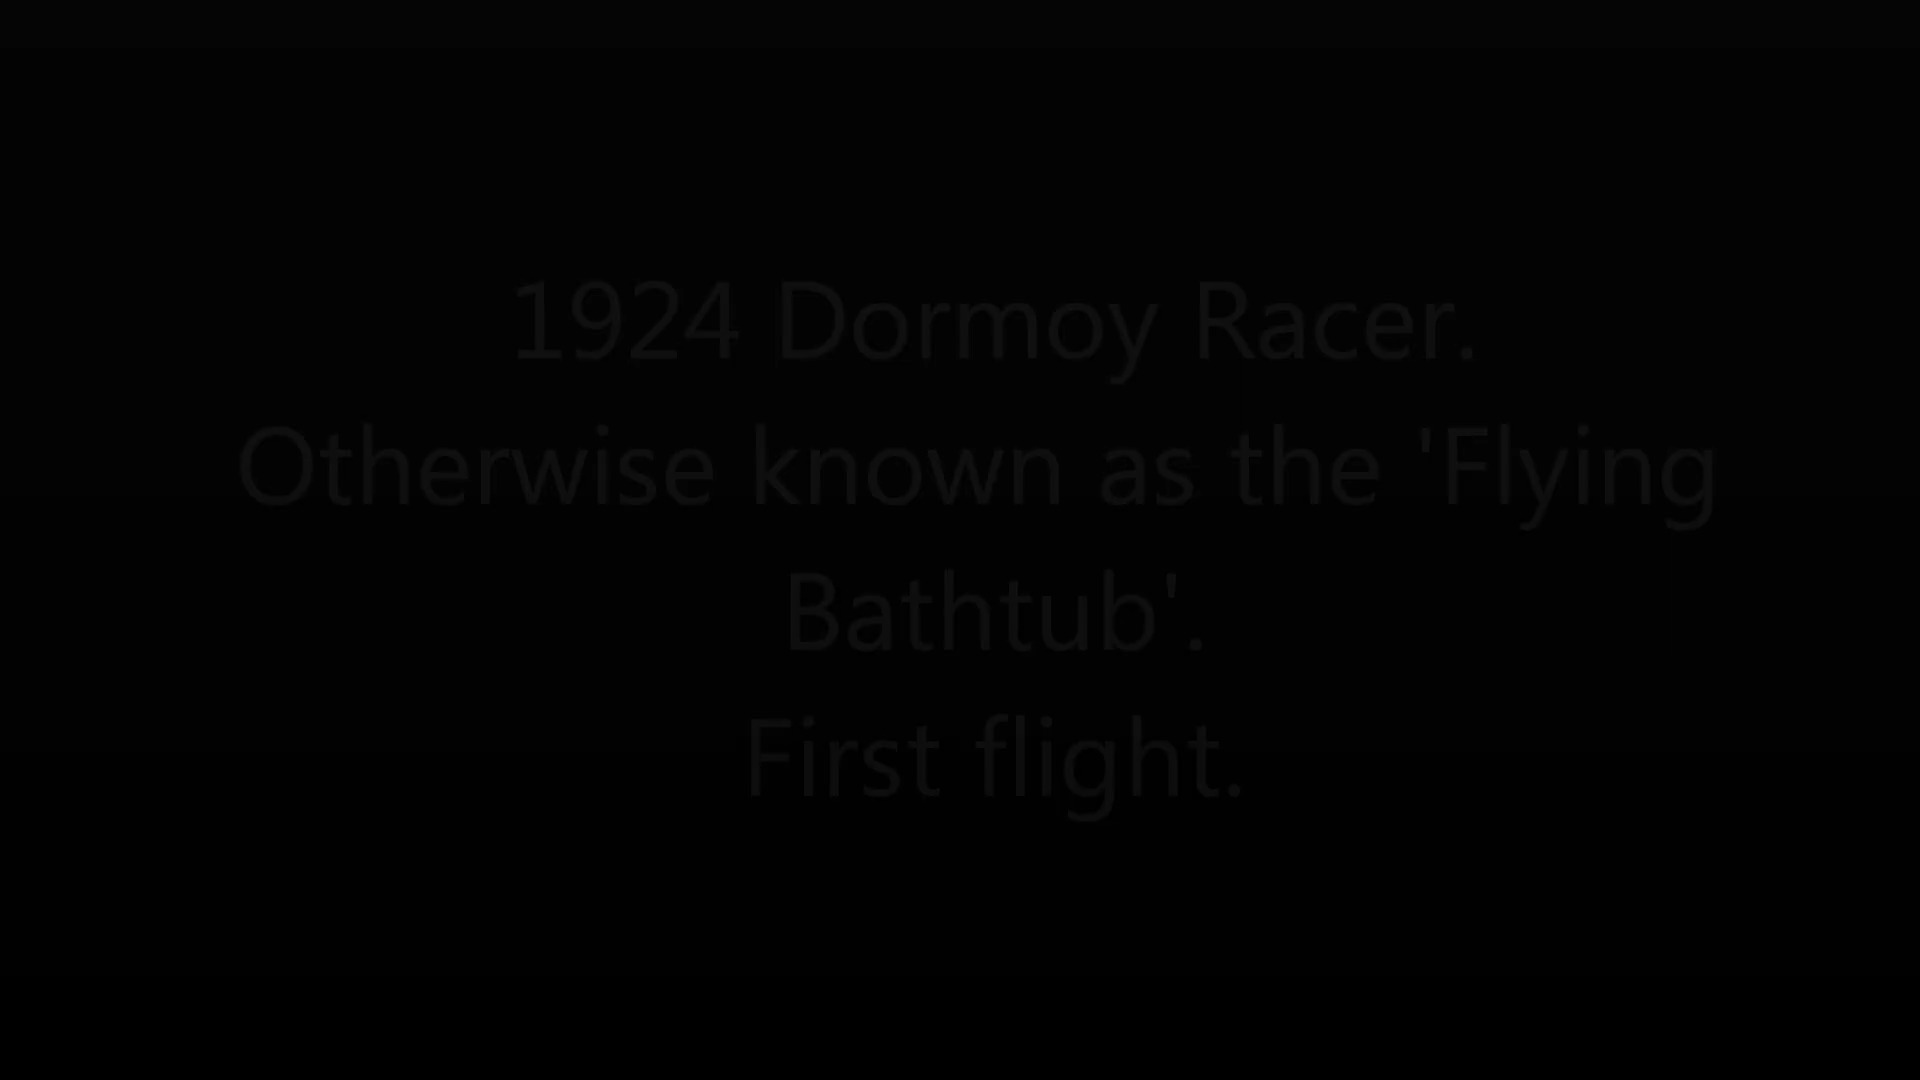 1924 Dormoy Racer.
Otherwise known as the 'Flying
Bathtub'.
First flight.